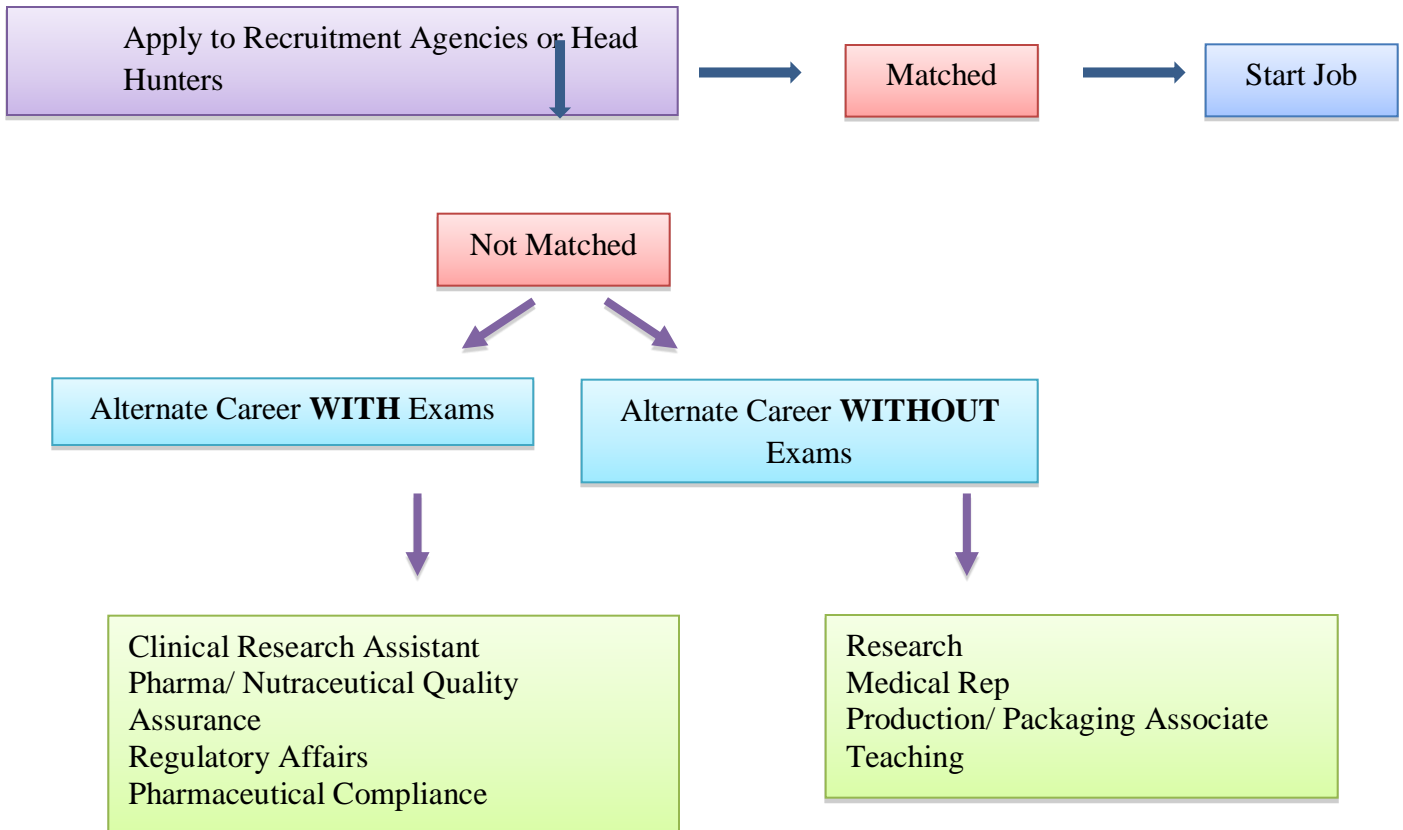 Apply to Recruitment Agencies or Head
Hunters
Matched
Start Job
Not Matched
Alternate Career WITH Exams
Alternate Career WITHOUT
Exams
Clinical Research Assistant
Pharma/ Nutraceutical Quality
Assurance
Regulatory Affairs
Pharmaceutical Compliance
Research
Medical Rep
Production/ Packaging Associate
Teaching